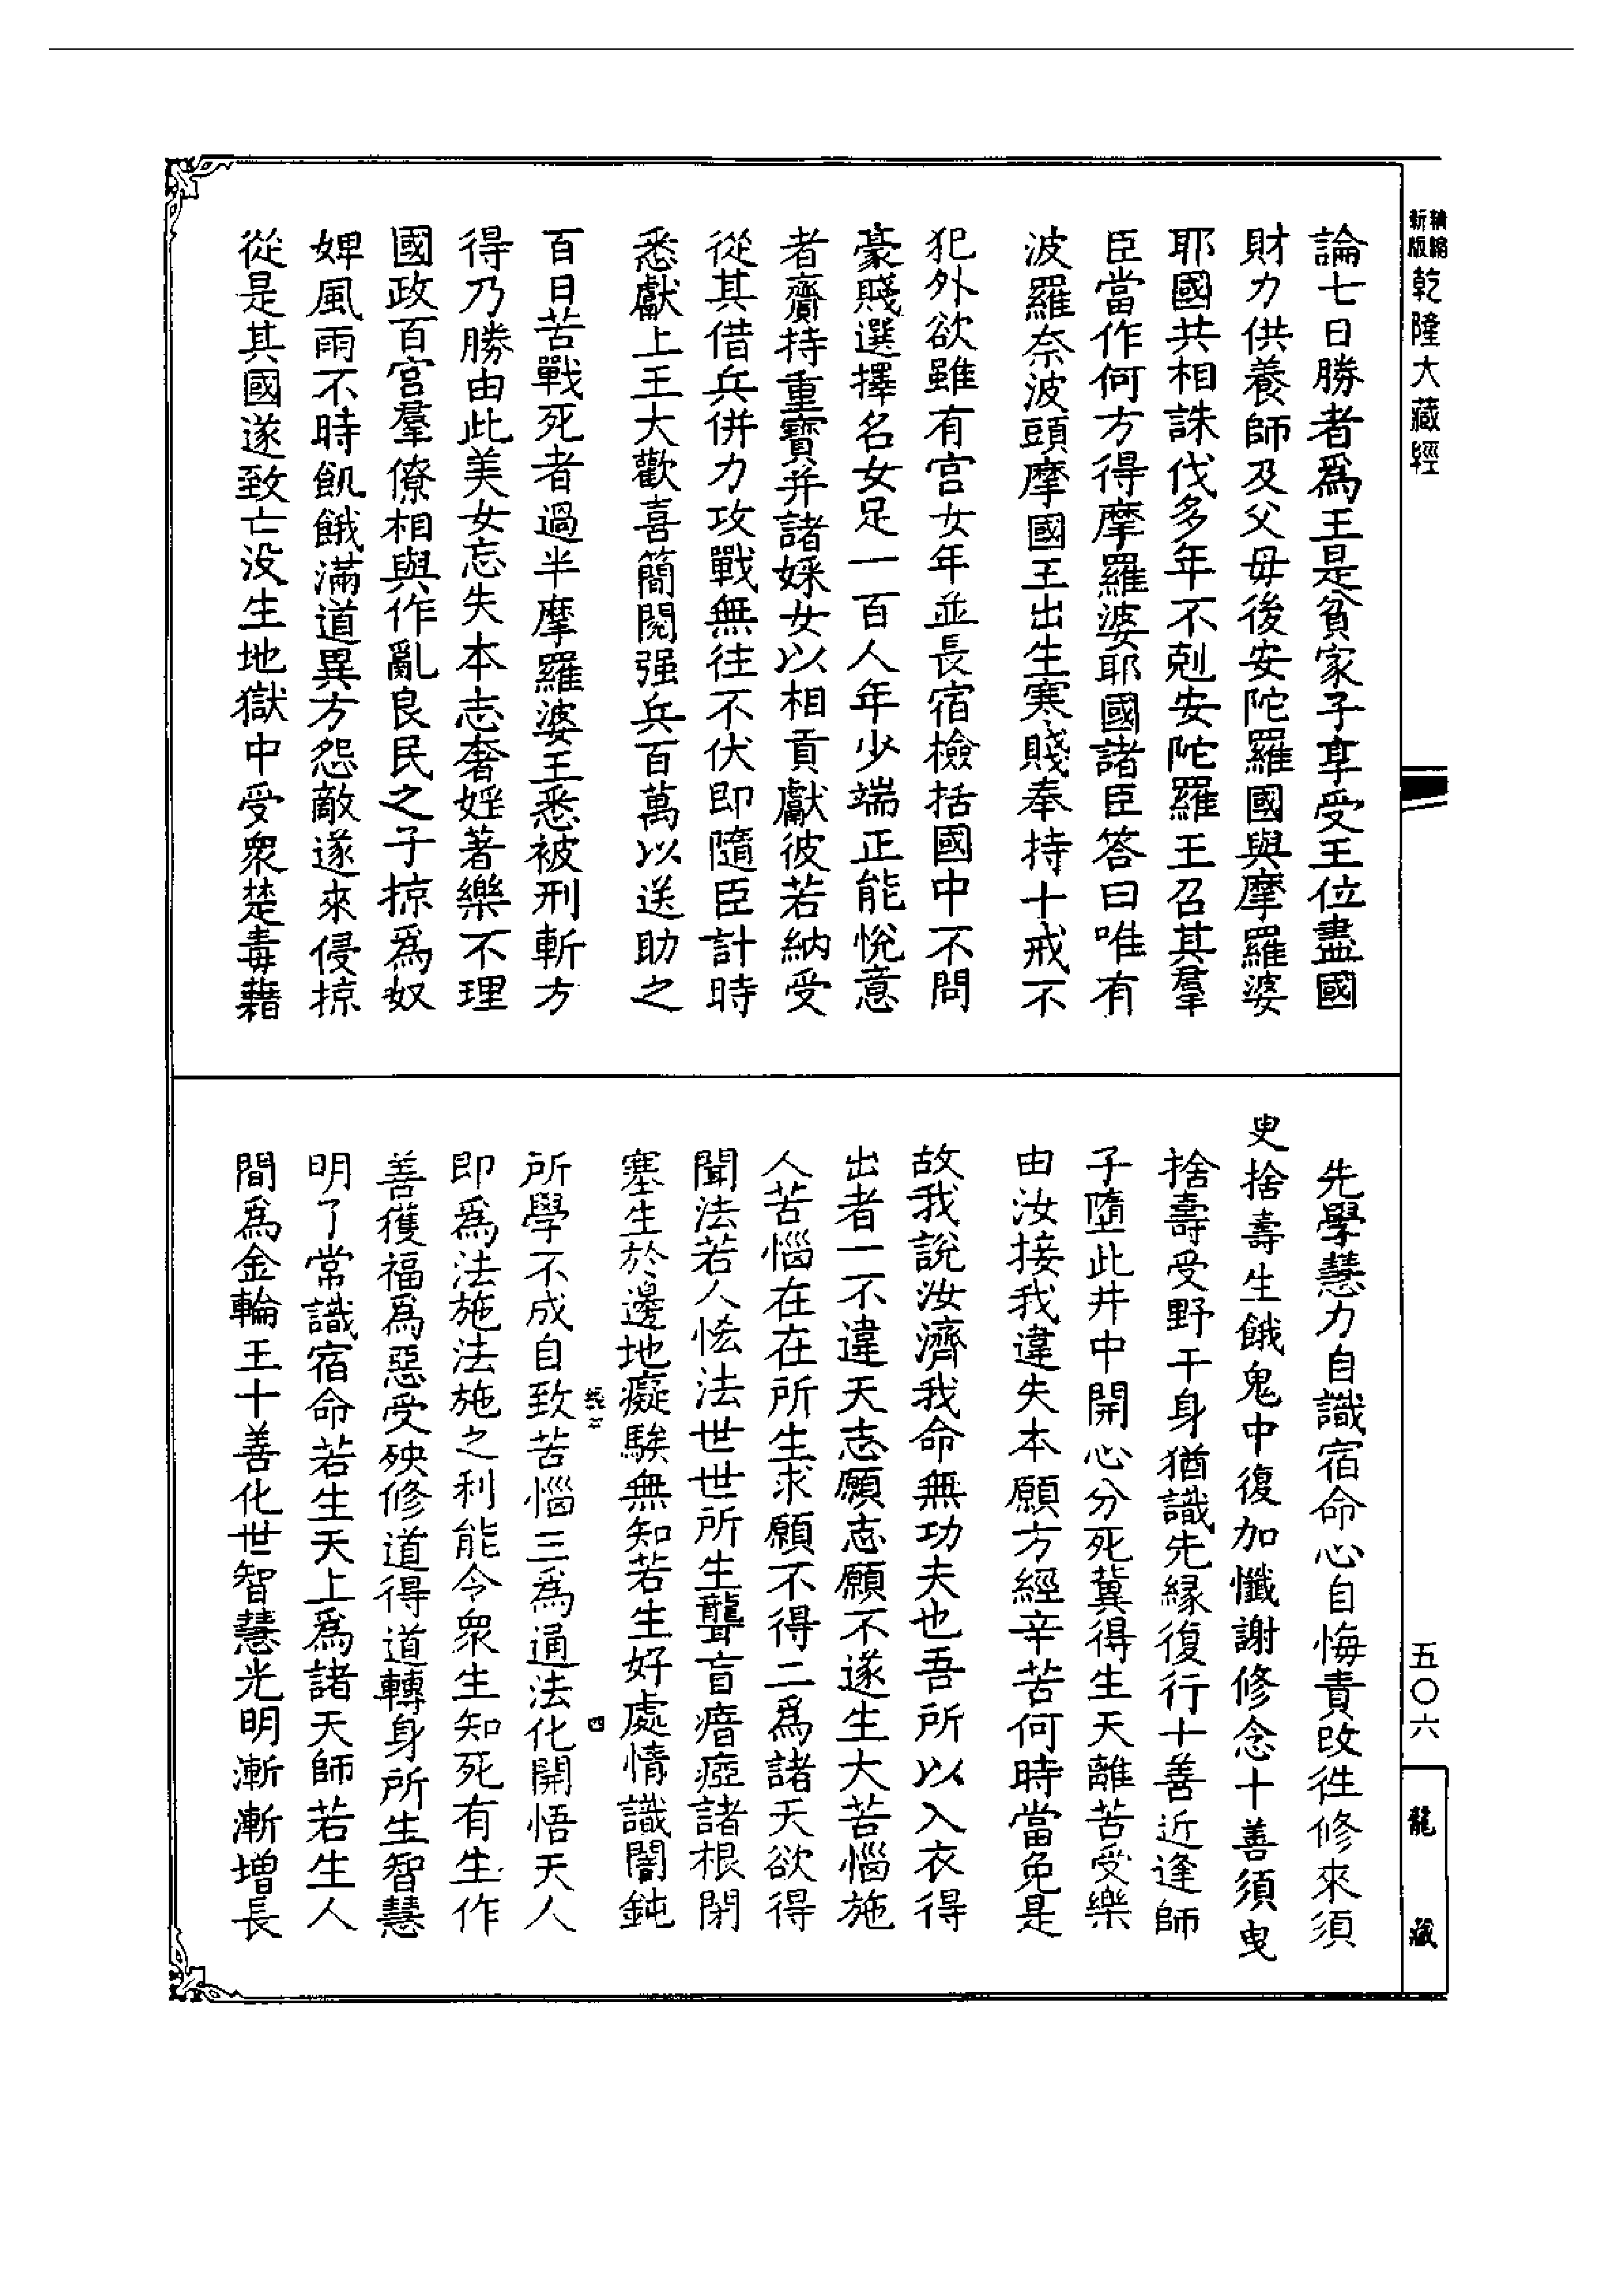 精縮新版乾隆大藏經
論七日勝者爲王是貧家子享受王位盡國
財力供養師及父母後安陀羅國與摩羅婆
耶國共相誅伐多年不剋安陀羅王召其羣
臣當作何方得摩羅婆耶國諸臣答曰唯有
波羅奈波頭摩國王出生寒賤奉持十戒不
犯外欲雖有宮女年並長宿檢括國中不問
豪賤選擇名女足一百人年少端正能悅意
者齎持重寶并諸婇女以相貢獻彼若納受
從其借兵併力攻戰無往不伏即隨臣計時
悉獻上王大歡喜簡閱强兵百萬以送助之
百日苦戰死者過半摩羅婆王悉被刑斬方
得乃勝由此美女忘失本志奢婬著樂不理
國政百官羣僚相與作亂良民之子掠爲奴
婢風雨不時飢餓滿道異方怨敵遂來侵掠
從是其國遂致亡没生地獄中受衆楚毒藉
先學慧力自識宿命心自悔責改往修來須
史捨壽生餓鬼中復加懺謝修念十善須曳
捨壽受野干身猶識先緣復行十善近逢師
子墮此井中開心分死冀得生天離苦受樂
由汝接我違失本願方經辛苦何時當免是
故我說汝濟我命無功夫也吾所以入衣得
出者一不違天志願志願不遂生大苦惱施
人苦惱在在所生求願不得二爲諸天欲得
聞法若人恡法世世所生聾盲瘖瘂諸根閉
塞生於邊地癡騃無知若生好處情識闇鈍
所學不成自致苦惱三爲通法化開悟天人
即爲法施法施之利能令衆生知死有生作
善獲福爲惡受殃修道得道轉身所生智慧
明了常識宿命若生天上爲諸天師若生人
間爲金輪王十善化世智慧光明漸漸增長
四
五〇六
龍藏